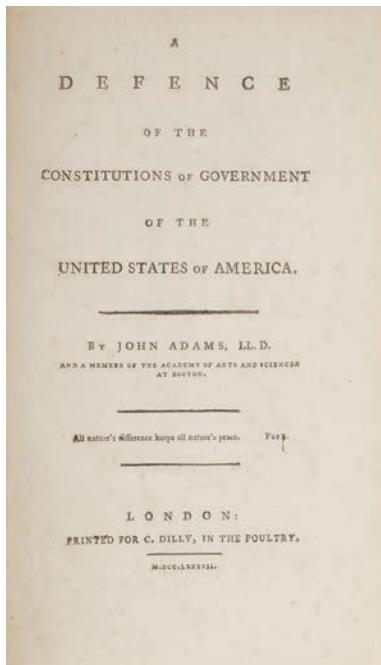 A
DEFENCE
OF THE
CONSTITUTIONS OF GOVERNMENT
OF THE
UNITED STATES OF AMERICA.
BY JOHN ADAMS, LL.D.
AND A MEMBER OF THE ACADEMY OF ARTS AND SCIENCES
AT BOSTON.
All nature's difference keeps all nature's peace. POPE.
LONDON:
PRINTED FOR C. DILLY, IN THE POULTRY.
M.DCC.LXXXVII.